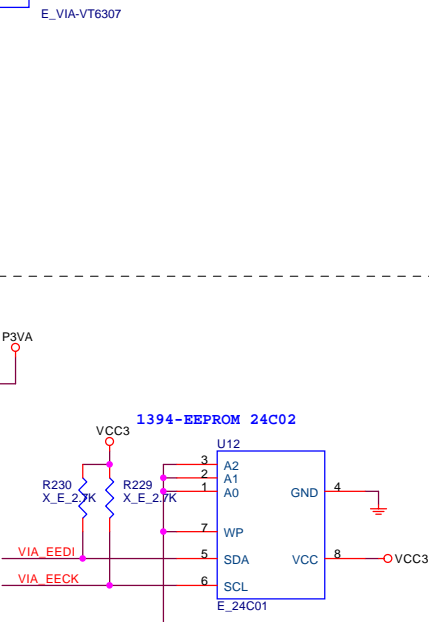 E_VIA-VT6307
P3VA
1394-EEPROM 24C02
VCC3
U12
R230
X_E_2.7K
R229
X_E_2.7K
3 A2
2 A1
1 A0
GND 4
7 WP
VIA_EEDI
5 SDA
VCC 8
VCC3
VIA_EECK
6 SCL
E_24C01